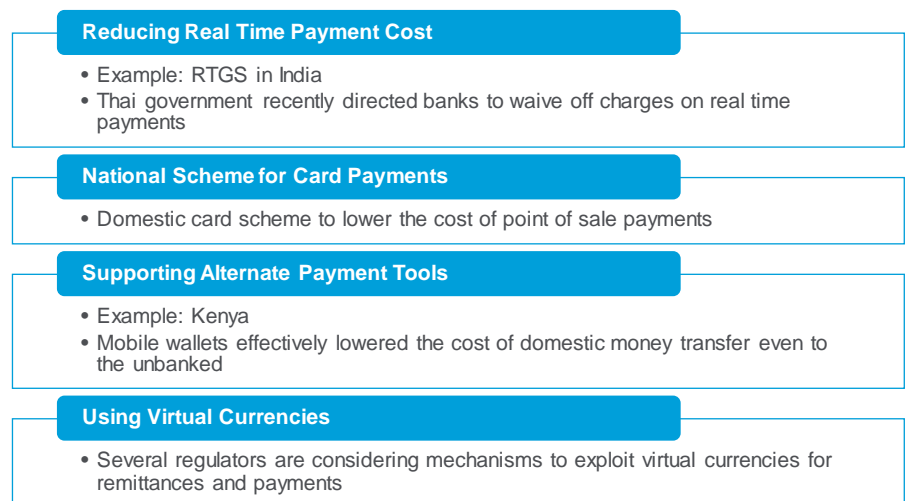 Reducing Real Time Payment Cost
• Example: RTGS in India
• Thai government recently directed banks to waive off charges on real time
payments
National Scheme for Card Payments
• Domestic card scheme to lower the cost of point of sale payments
Supporting Alternate Payment Tools
• Example: Kenya
• Mobile wallets effectively lowered the cost of domestic money transfer even to
the unbanked
Using Virtual Currencies
• Several regulators are considering mechanisms to exploit virtual currencies for
remittances and payments